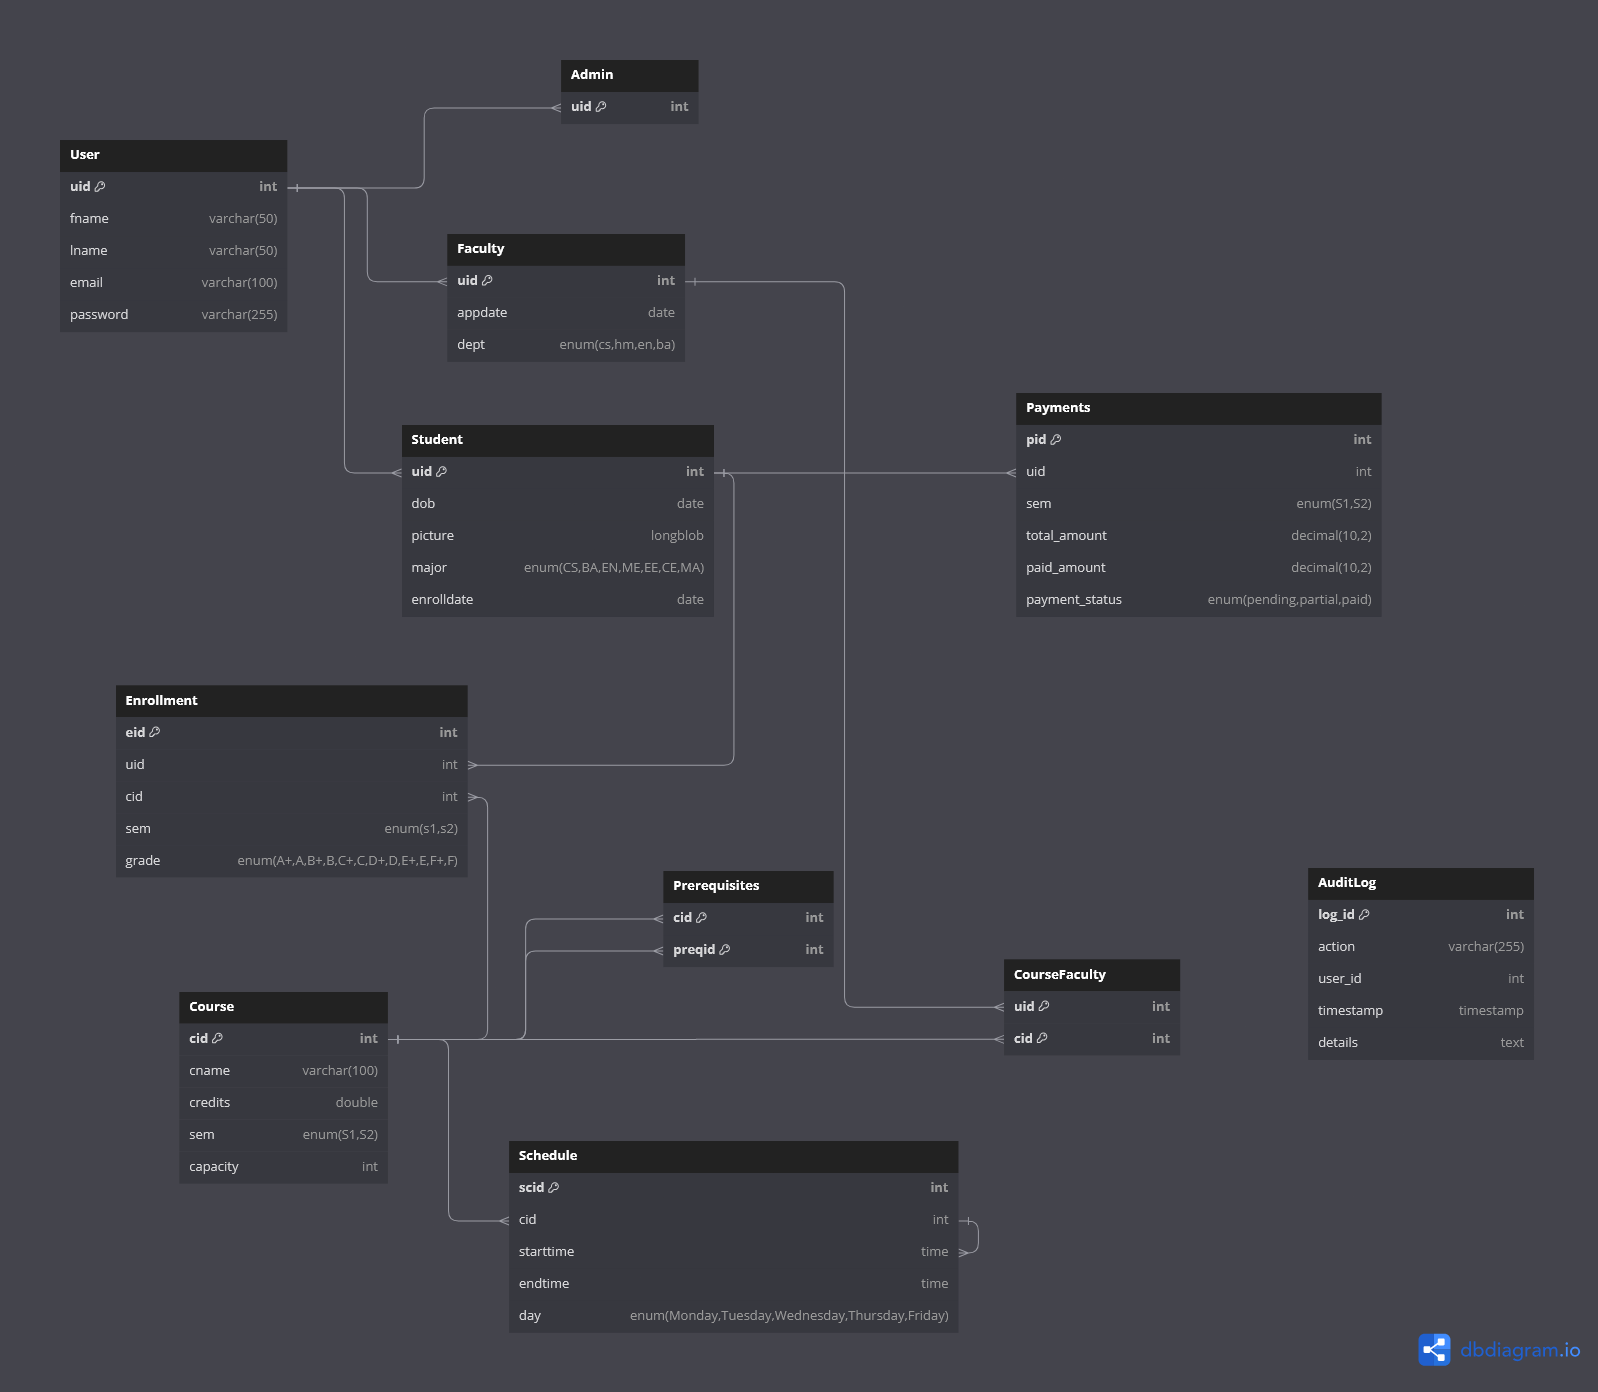 Admin
uid int
User
uid int
fname varchar(50)
lname varchar(50)
email varchar(100)
password varchar(255)
Faculty
uid int
appdate date
dept enum(cs,hm,en,ba)
Payments
pid int
uid int
sem enum(S1,S2)
total_amount decimal(10,2)
paid_amount decimal(10,2)
payment_status enum(pending,partial,paid)
Student
uid int
dob date
picture longblob
major enum(CS,BA,EN,ME,EE,CE,MA)
enrolldate date
Enrollment
eid int
uid int
cid int
sem enum(s1,s2)
grade enum(A+,A,B+,B,C+,C,D+,D,E+,E,F+,F)
Prerequisites
cid int
preqid int
AuditLog
log_id int
action varchar(255)
user_id int
timestamp timestamp
details text
CourseFaculty
uid int
cid int
Course
cid int
cname varchar(100)
credits double
sem enum(S1,S2)
capacity int
Schedule
scid int
cid int
starttime time
endtime time
day enum(Monday,Tuesday,Wednesday,Thursday,Friday)
dbdiagram.io